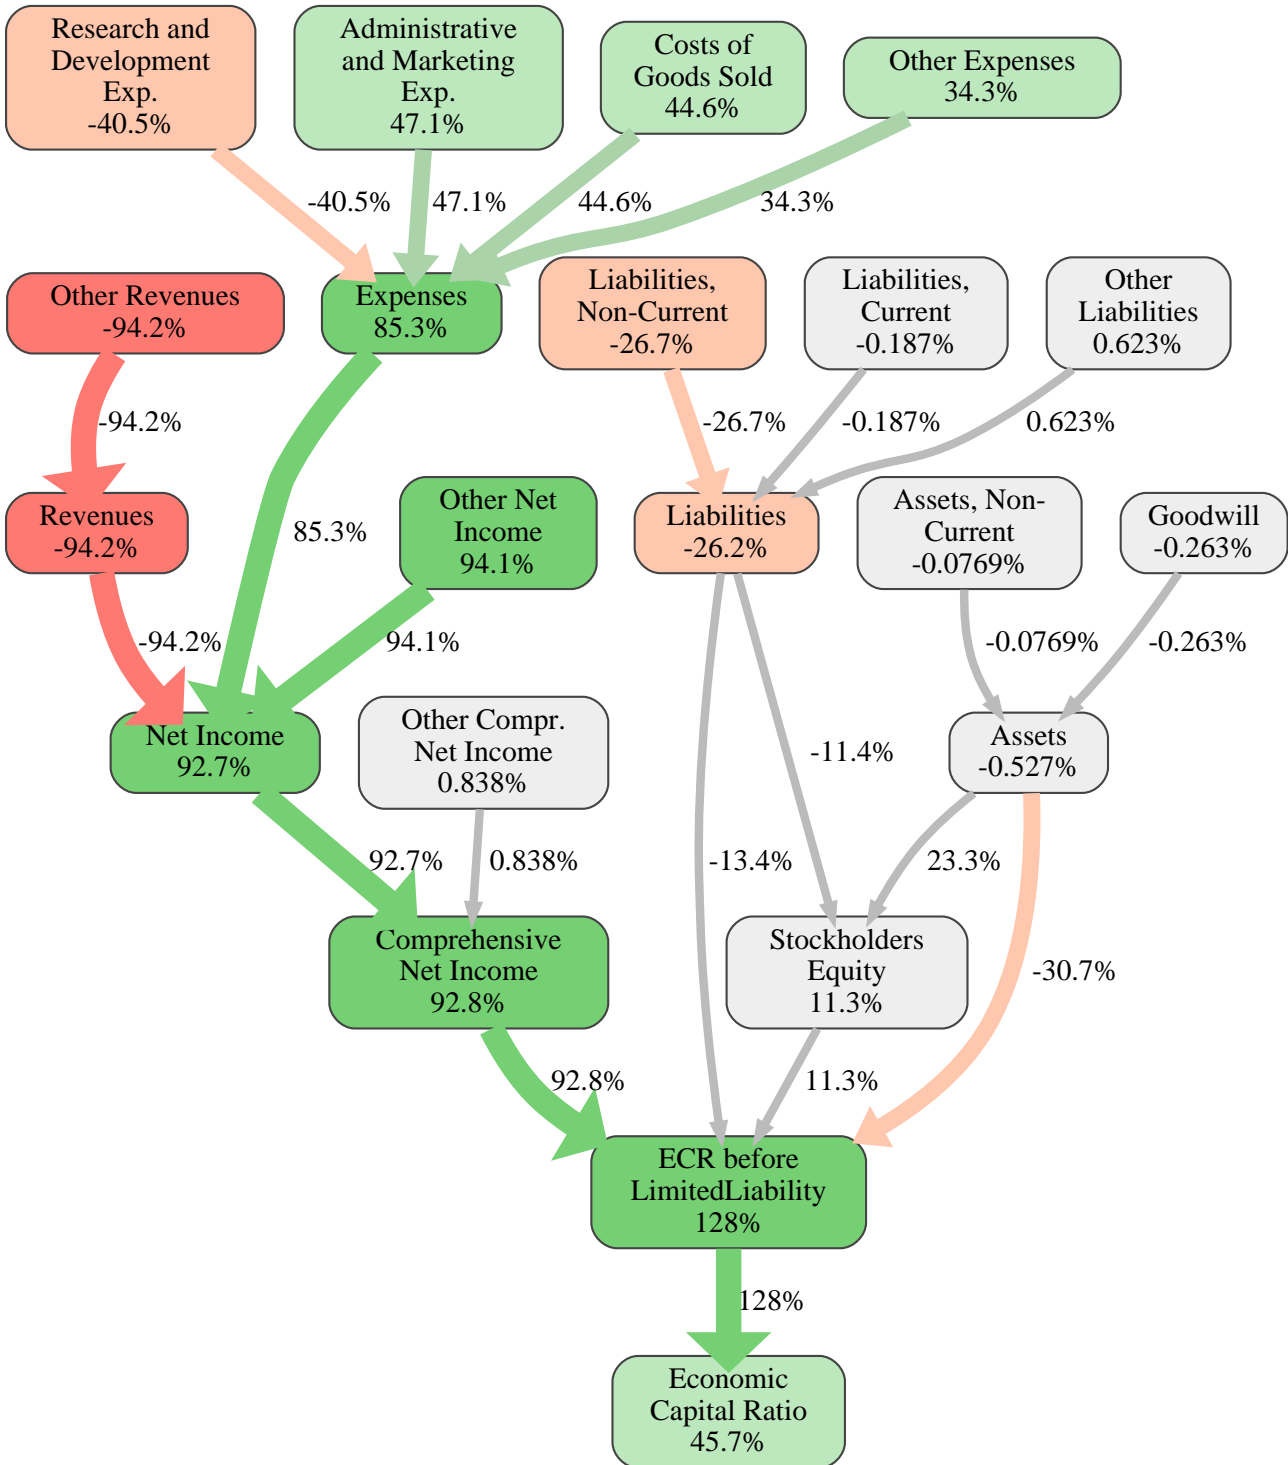 Research and
Development
Exp.
-40.5%
Administrative
and Marketing
Exp.
47.1%
Costs of
Goods Sold
44.6%
Other Expenses
34.3%
-40.5%
47.1%
44.6%
34.3%
Other Revenues
-94.2%
Expenses
85.3%
Liabilities,
Non-Current
-26.7%
Liabilities,
Current
-0.187%
Other
Liabilities
0.623%
-94.2%
-26.7%
-0.187%
0.623%
Revenues
-94.2%
85.3%
Other Net
Income
94.1%
Liabilities
-26.2%
Assets, Non-
Current
-0.0769%
Goodwill
-0.263%
-94.2%
94.1%
-0.0769%
-0.263%
Net Income
92.7%
Other Compr.
Net Income
0.838%
-11.4%
Assets
-0.527%
92.7%
0.838%
-13.4%
23.3%
Comprehensive
Net Income
92.8%
Stockholders
Equity
11.3%
-30.7%
92.8%
11.3%
ECR before
LimitedLiability
128%
128%
Economic
Capital Ratio
45.7%